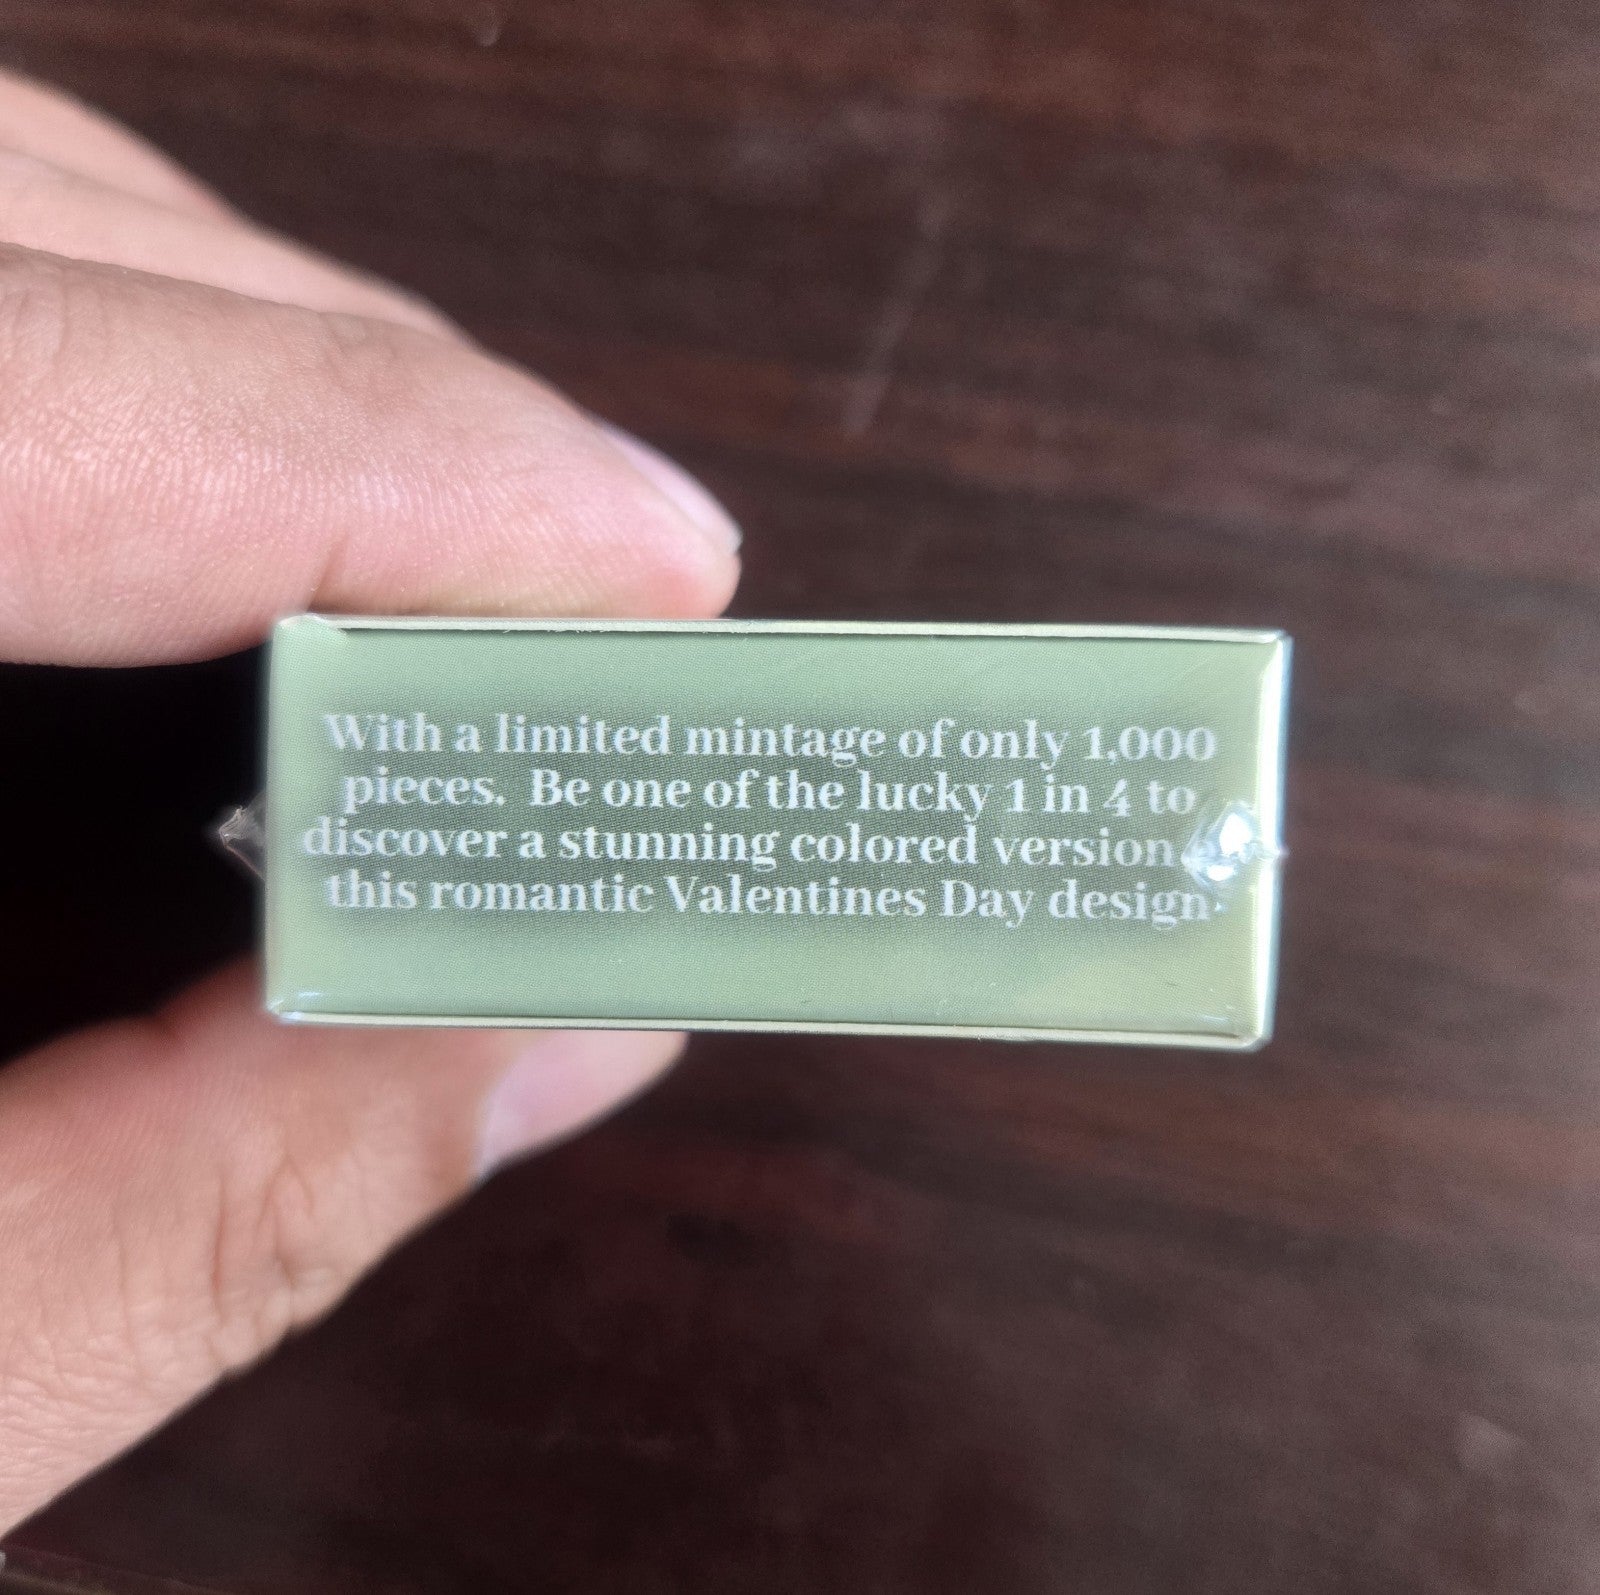 With a limited mintage of only 1,000
pieces. Be one of the lucky 1 in 4 to
discover a stunning colored version
this romantic Valentines Day design